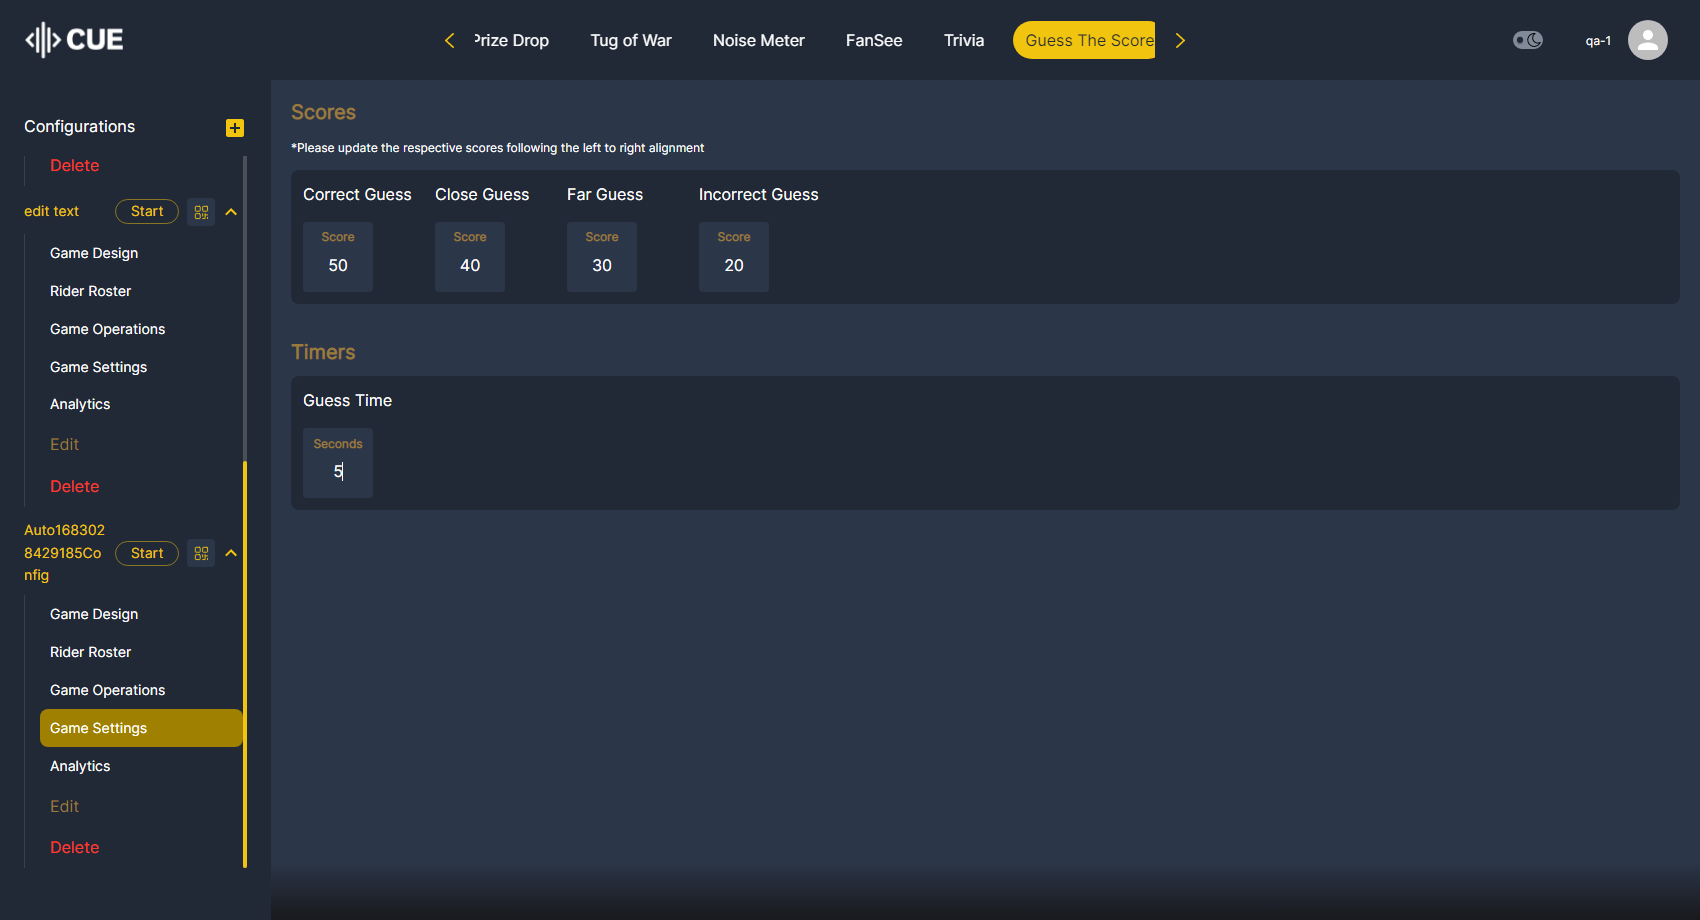 CUE
Prize Drop
Tug of War
Noise Meter
FanSee
Trivia
Guess The Score
qa-1
Configurations
Delete
edit text
Start
Game Design
Rider Roster
Game Operations
Game Settings
Analytics
Edit
Delete
Auto168302
8429185Co
nfig
Start
Game Design
Rider Roster
Game Operations
Game Settings
Analytics
Edit
Delete
Scores
*Please update the respective scores following the left to right alignment
Correct Guess
Close Guess
Far Guess
Incorrect Guess
Score
Score
Score
Score
50
40
30
20
Timers
Guess Time
Seconds
5